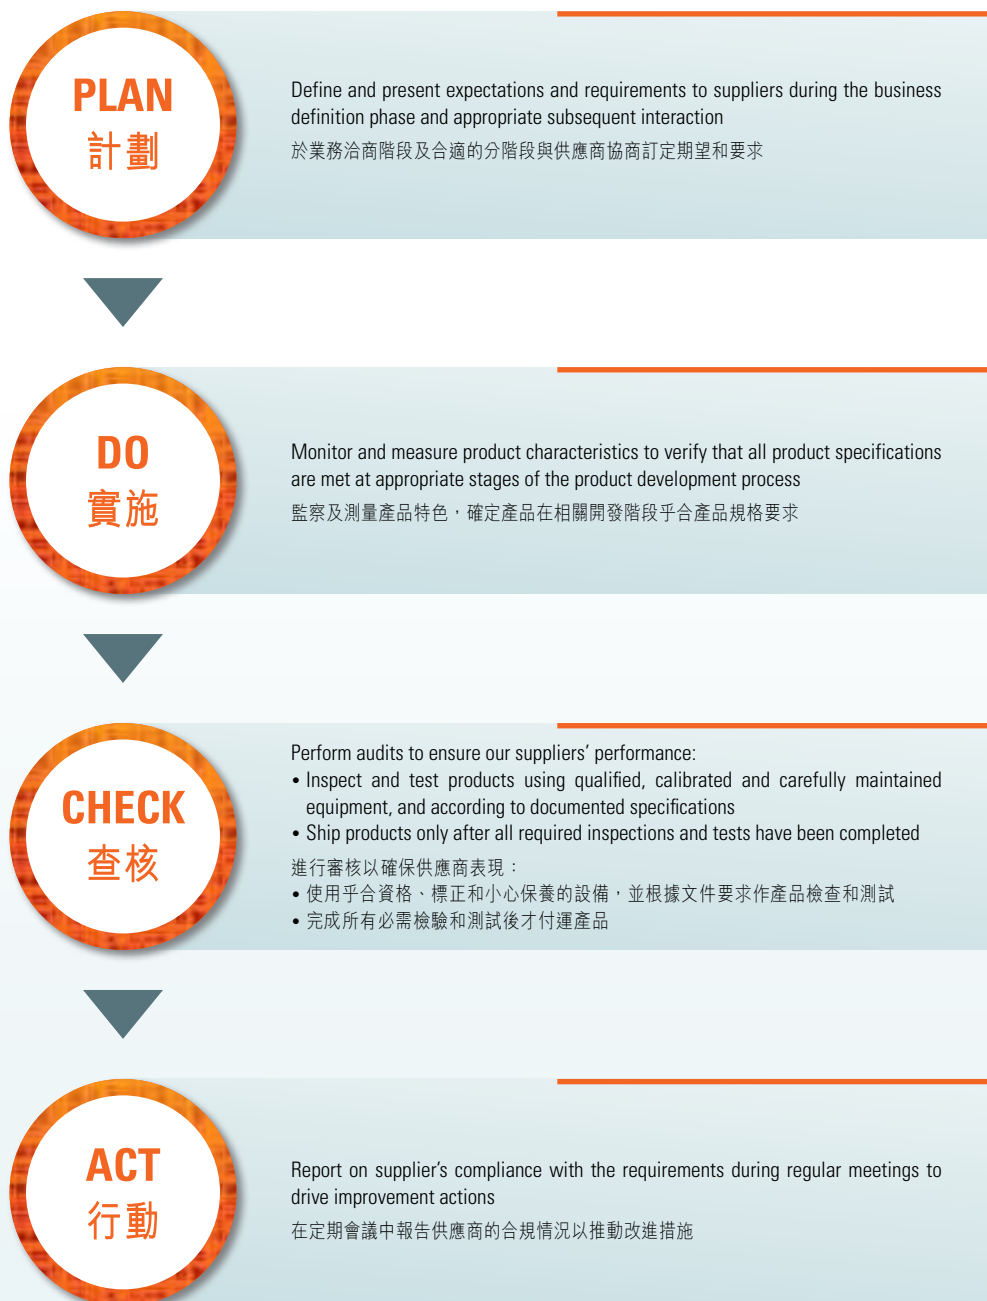 PLAN
計劃
Define and present expectations and requirements to suppliers during the business
definition phase and appropriate subsequent interaction
於業務洽商階段及合適的分階段與供應商協商訂定期望和要求
DO
實施
Monitor and measure product characteristics to verify that all product specifications
are met at appropriate stages of the product development process
監察及測量產品特色，確定產品在相關開發階段乎合產品規格要求
CHECK
查核
Perform audits to ensure our suppliers’ performance:
• Inspect and test products using qualified, calibrated and carefully maintained
equipment, and according to documented specifications
• Ship products only after all required inspections and tests have been completed
進行審核以確保供應商表現：
• 使用乎合資格、標正和小心保養的設備，並根據文件要求作產品檢查和測試
• 完成所有必需檢驗和測試後才付運產品
ACT
行動
Report on supplier’s compliance with the requirements during regular meetings to
drive improvement actions
在定期會議中報告供應商的合規情況以推動改進措施